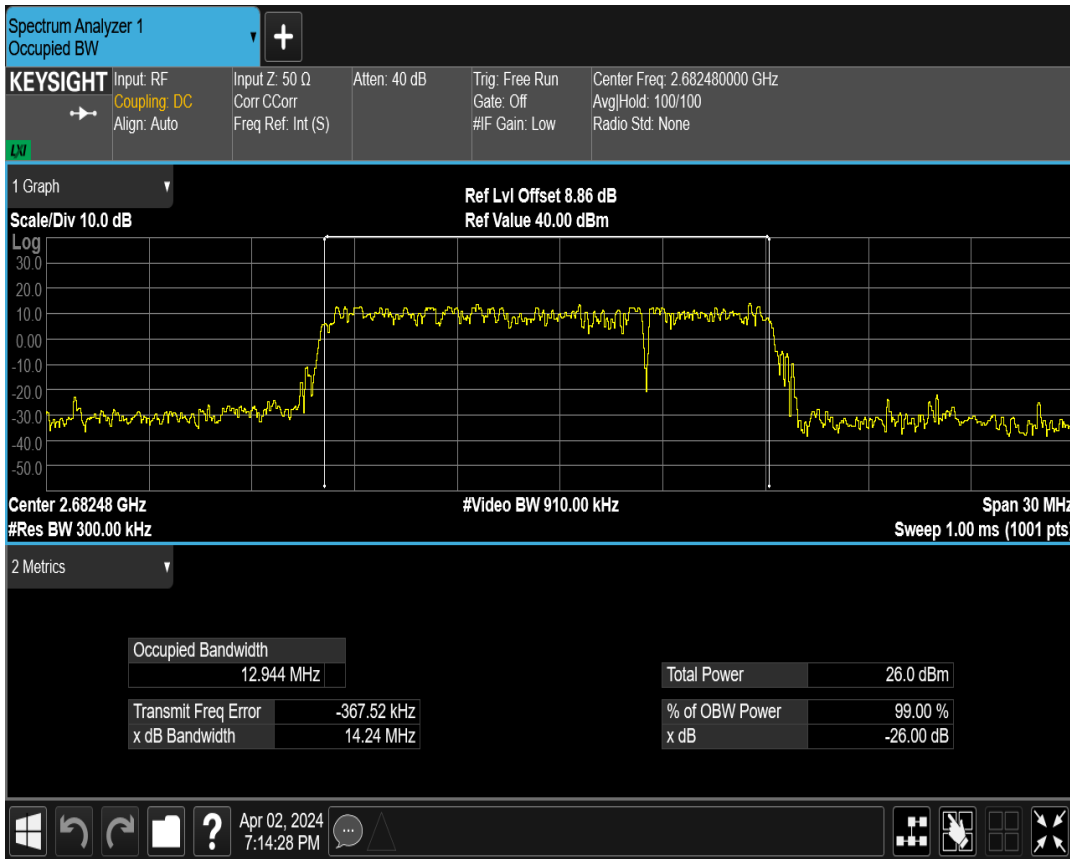 Spectrum Analyzer 1
Occupied BW
+
KEYSIGHT
LXI
Input: RF
Coupling: DC
Align: Auto
Input Z: 50 Ω
Corr CCorr
Freq Ref: Int (S)
Atten: 40 dB
Trig: Free Run
Gate: Off
#IF Gain: Low
Center Freq: 2.682480000 GHz
Avg|Hold: 100/100
Radio Std: None
1 Graph
Scale/Div 10.0 dB
Ref Lvl Offset 8.86 dB
Ref Value 40.00 dBm
Log
30.0
20.0
10.0
0.00
-10.0
-20.0
-30.0
-40.0
-50.0
Center 2.68248 GHz
#Res BW 300.00 kHz
#Video BW 910.00 kHz
Span 30 MHz
Sweep 1.00 ms (1001 pts)
2 Metrics
Occupied Bandwidth
12.944 MHz
Transmit Freq Error -367.52 kHz
x dB Bandwidth 14.24 MHz
Total Power 26.0 dBm
% of OBW Power 99.00 %
x dB -26.00 dB
?
Apr 02, 2024
7:14:28 PM